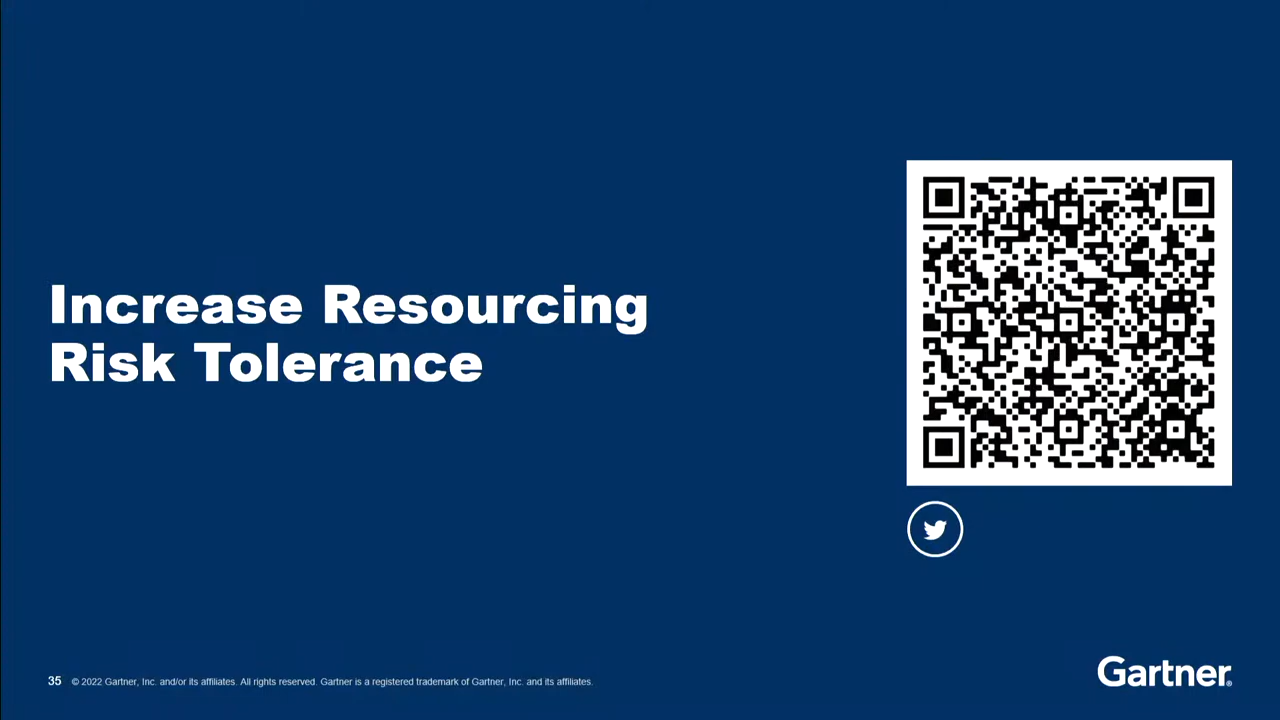 Increase Resourcing
Risk Tolerance
35 © 2022 Gartner, Inc. and/or its affiliates. All rights reserved. Gartner is a registered trademark of Gartner, Inc. and its affiliates.
Gartner®